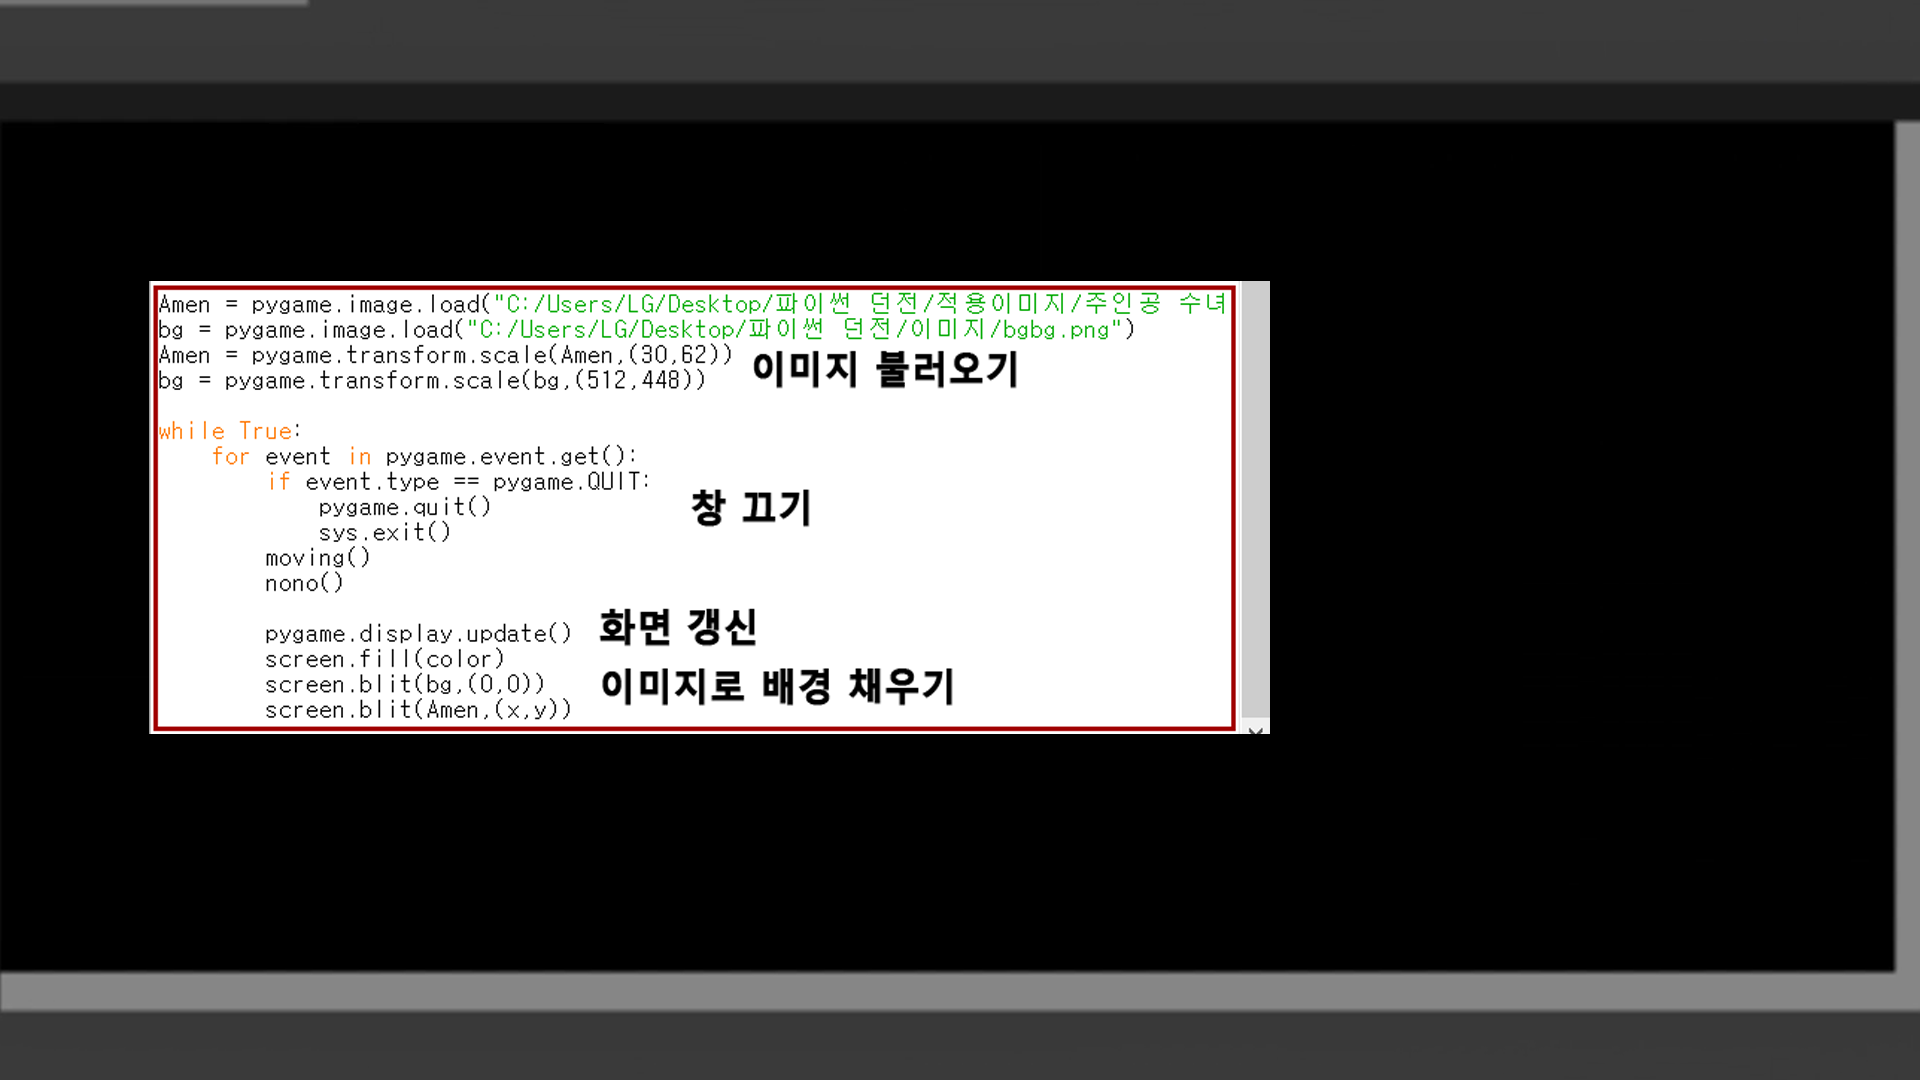 Amen = pygame.image.load("C:/Users/LG/Desktop/파이썬 던전/적용이미지/주인공 수녀
bg = pygame.image.load("C:/Users/LG/Desktop/파이썬 던전/이미지/bgbg.png")
Amen = pygame.transform.scale(Amen,(30,62))
bg = pygame.transform.scale(bg,(512,448))
이미지 불러오기
while True:
for event in pygame.event.get():
if event.type == pygame.QUIT:
pygame.quit()
sys.exit()
창 끄기
moving()
nono()
pygame.display.update() 화면 갱신
screen.fill(color)
screen.blit(bg,(0,0)) 이미지로 배경 채우기
screen.blit(Amen,(x,y))